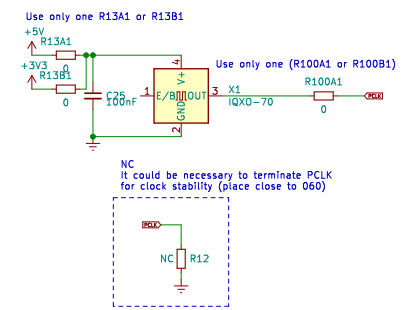 Use only one R13A1 or R13B1
+5V
R13A1
0
+3V3
R13B1
0
C25
100nF
4
V+
1
E/B
OUT
3
GND
2
X1
IQXO-70
Use only one (R100A1 or R100B1)
R100A1
0
PCLK
NC
It could be necessary to terminate PCLK
for clock stability (place close to 060)
PCLK
NC
R12